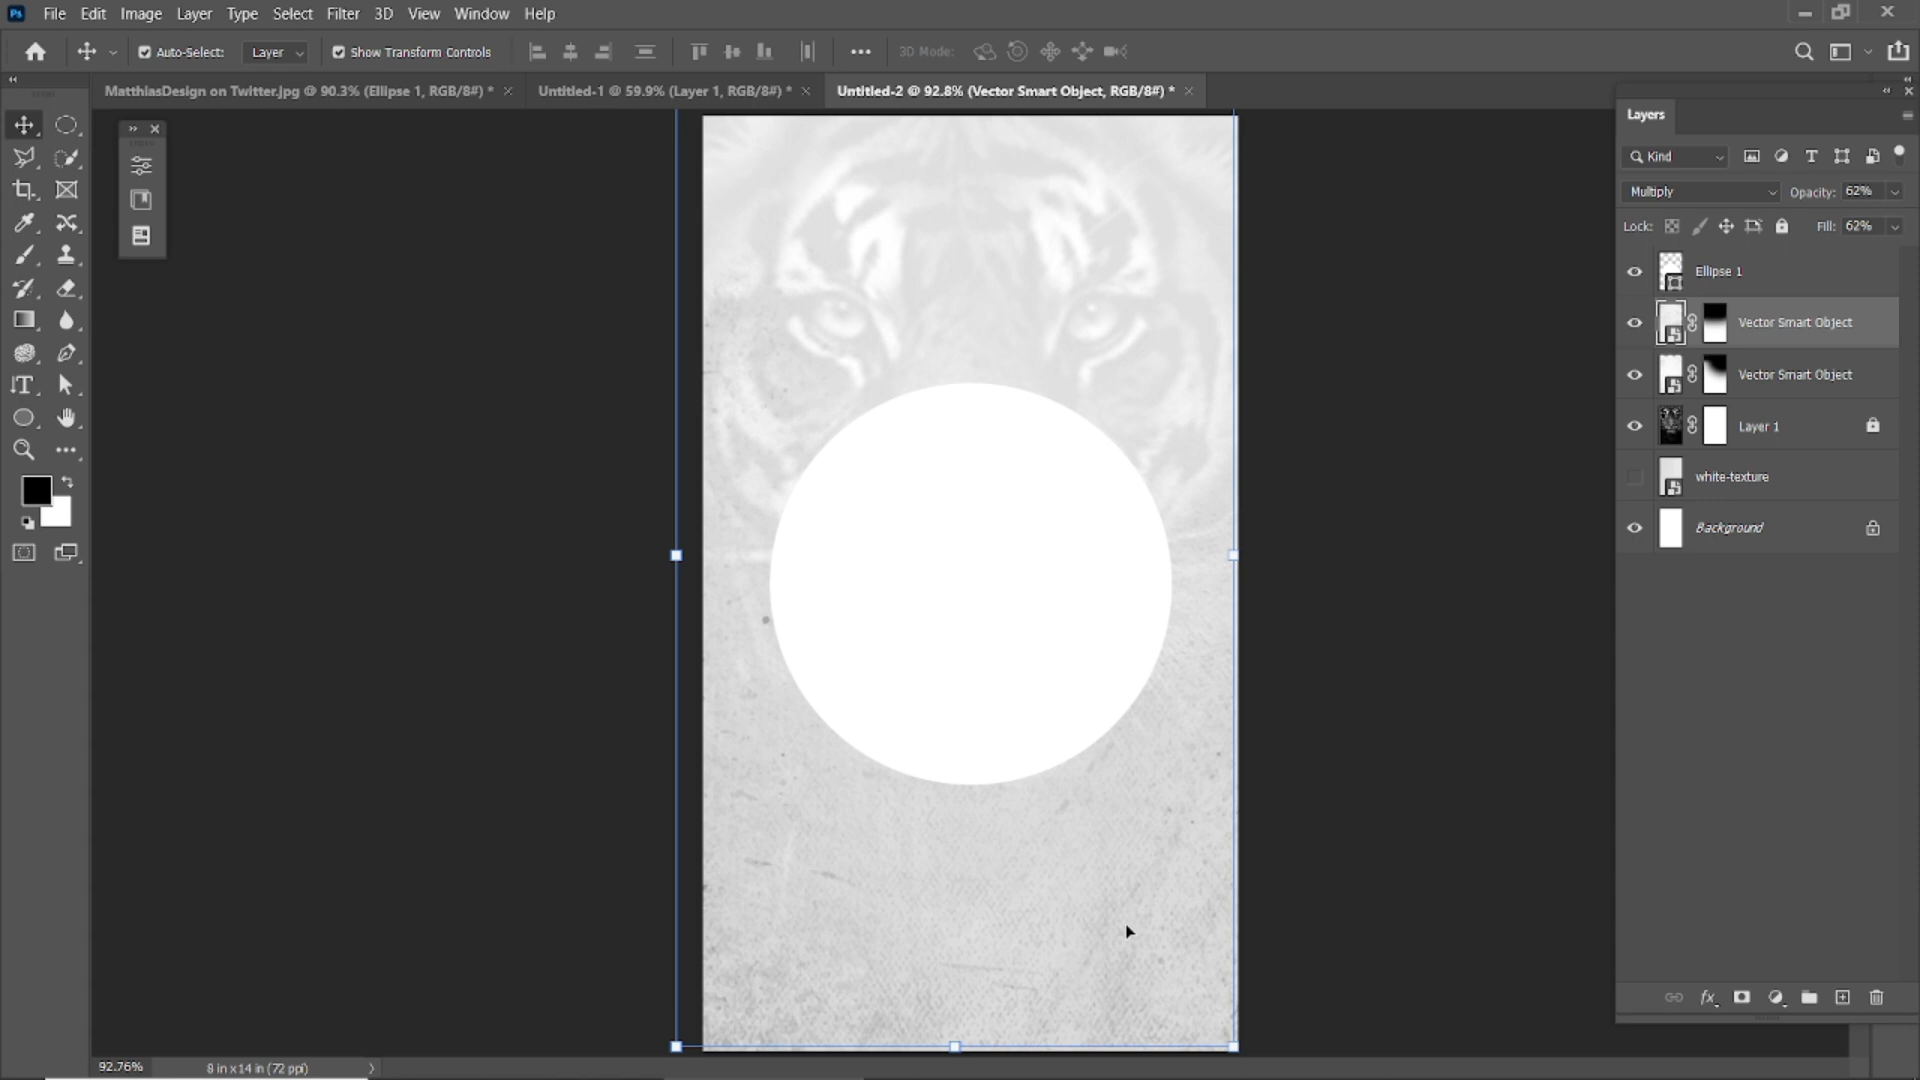 Ps File Edit Image Layer Type Select Filter 3D View Window Help
Auto-Select: Layer Show Transform Controls 3D Mode:
MatthiasDesign on Twitter.jpg @ 90.3% (Ellipse 1, RGB/8#) * Untitled-1 @ 59.9% (Layer 1, RGB/8#) * Untitled-2 @ 92.8% (Vector Smart Object, RGB/8#) *
Layers
Kind
Multiply Opacity: 62%
Lock: Fill: 62%
Ellipse 1
Vector Smart Object
Vector Smart Object
Layer 1
white-texture
Background
fx
92.76% 8 in x 14 in (72 ppi)